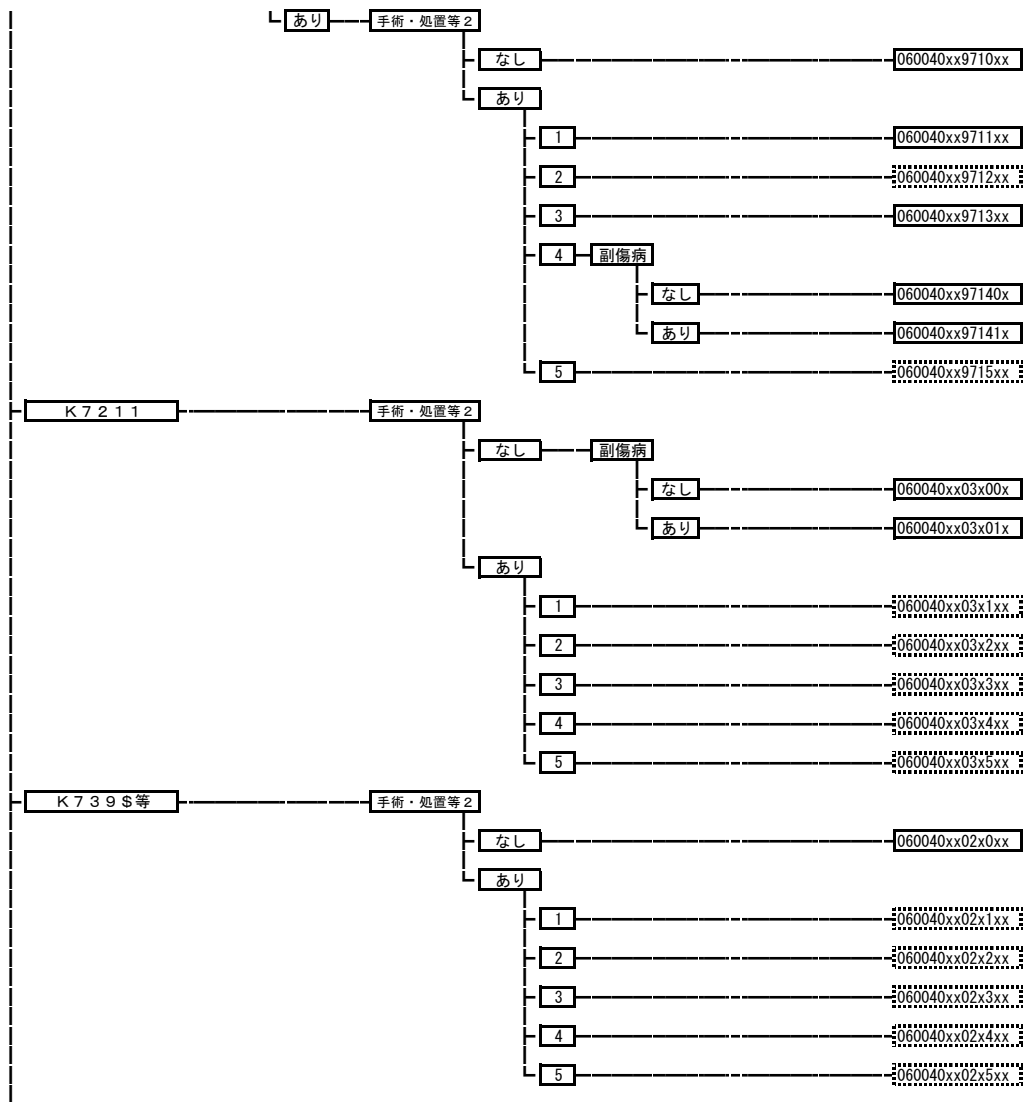 あり 手術・処置等2
なし 060040xx9710xx
あり
1 060040xx9711xx
2 060040xx9712xx
3 060040xx9713xx
4 副傷病
なし 060040xx97140x
あり 060040xx97141x
5 060040xx9715xx
K7211 手術・処置等2
なし 副傷病
なし 060040xx03x00x
あり 060040xx03x01x
あり
1 060040xx03x1xx
2 060040xx03x2xx
3 060040xx03x3xx
4 060040xx03x4xx
5 060040xx03x5xx
K739$等 手術・処置等2
なし 060040xx02x0xx
あり
1 060040xx02x1xx
2 060040xx02x2xx
3 060040xx02x3xx
4 060040xx02x4xx
5 060040xx02x5xx